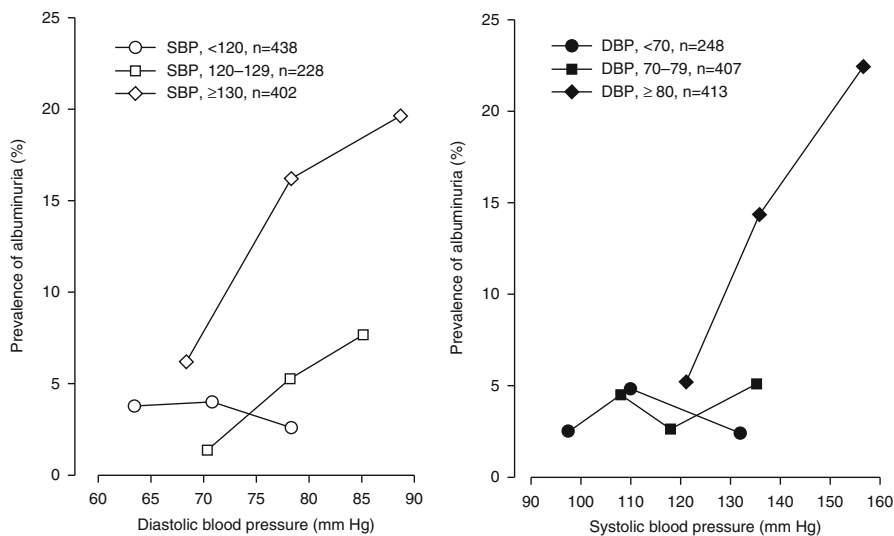 25
20
15
10
5
0
Prevalence of albuminuria (%)
SBP, <120, n=438
SBP, 120–129, n=228
SBP, ≥130, n=402
60 65 70 75 80 85 90
Diastolic blood pressure (mm Hg)
25
20
15
10
5
0
Prevalence of albuminuria (%)
DBP, <70, n=248
DBP, 70–79, n=407
DBP, ≥ 80, n=413
90 100 110 120 130 140 150 160
Systolic blood pressure (mm Hg)